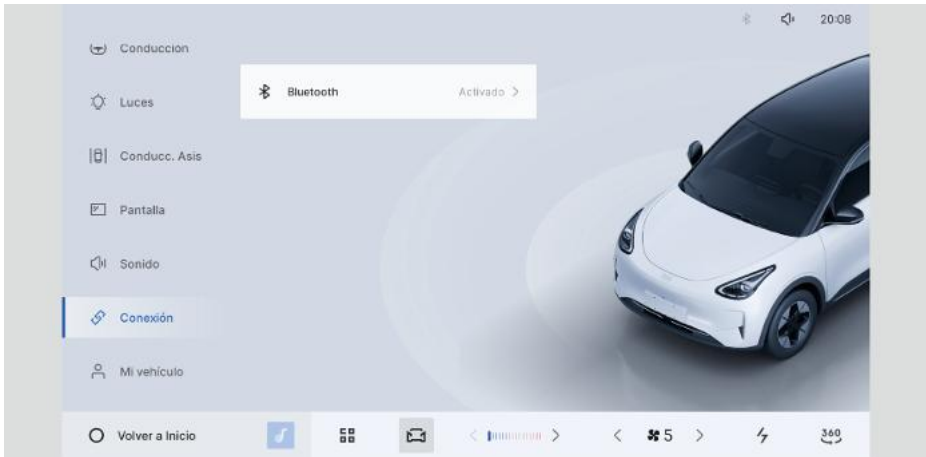 20:08
Conduccion
Luces
Bluetooth Activado >
Conducc. Asis
Pantalla
Sonido
Conexión
Mi vehículo
Volver a Inicio
< >
< 5 >
360